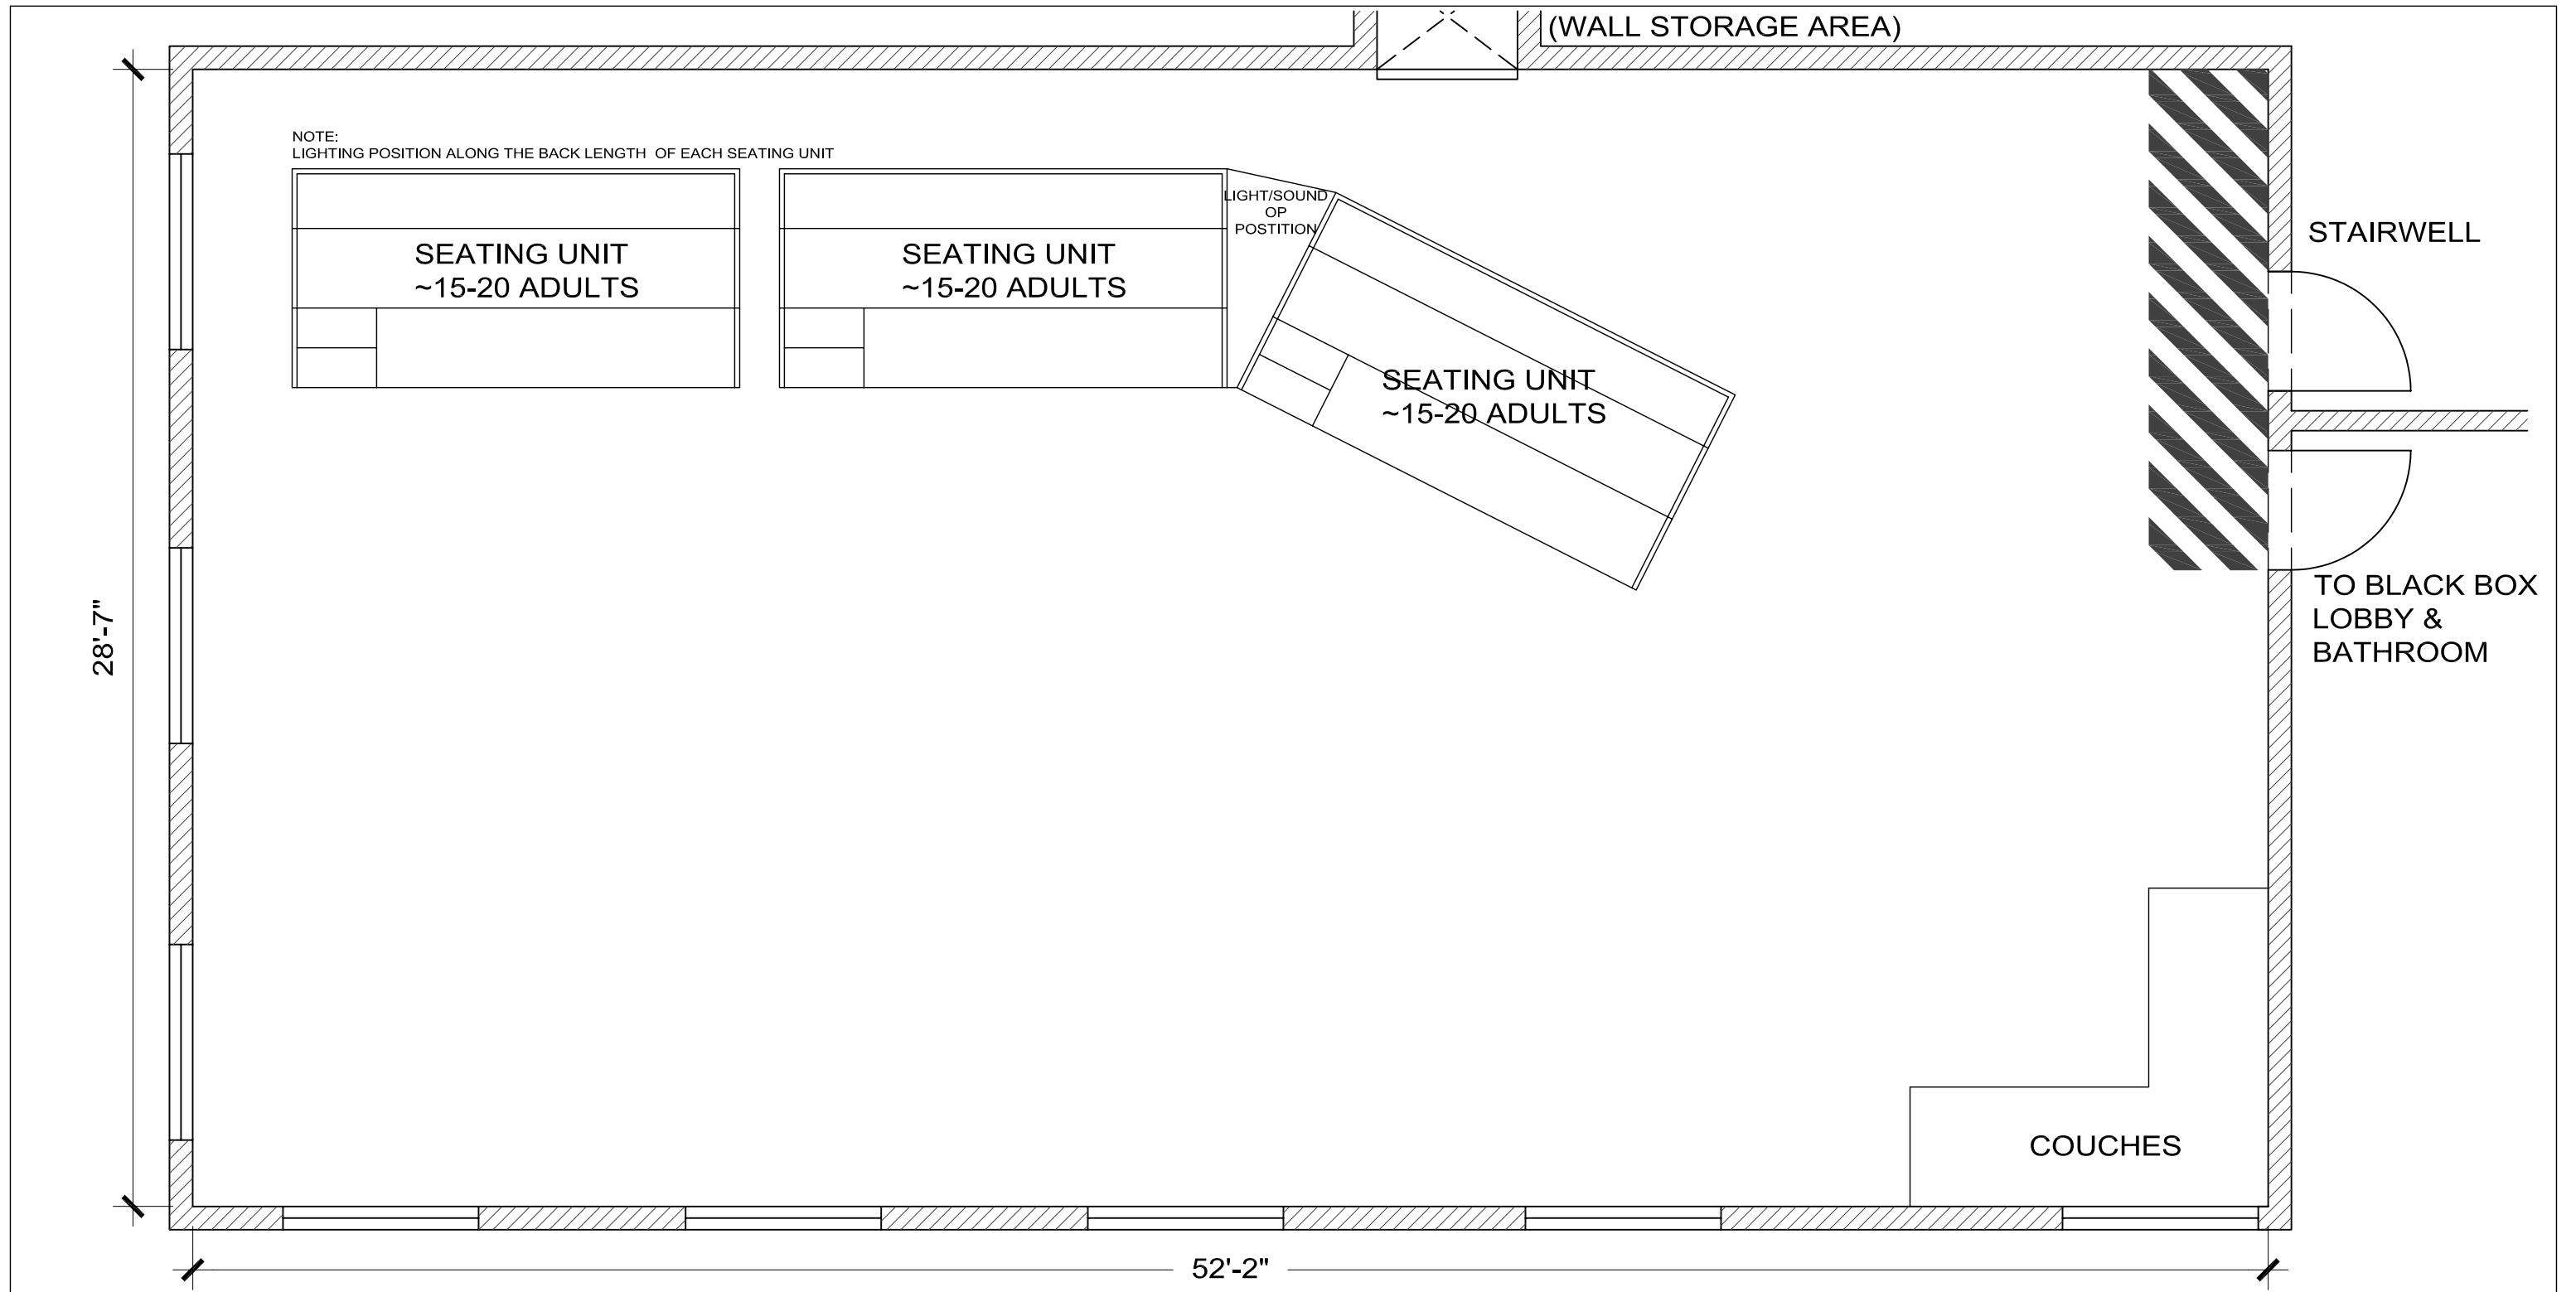 (WALL STORAGE AREA)
NOTE:
LIGHTING POSITION ALONG THE BACK LENGTH OF EACH SEATING UNIT
SEATING UNIT
~15-20 ADULTS
SEATING UNIT
~15-20 ADULTS
LIGHT/SOUND
OP
POSTITION
SEATING UNIT
~15-20 ADULTS
STAIRWELL
TO BLACK BOX
LOBBY &
BATHROOM
28'-7"
COUCHES
52'-2"